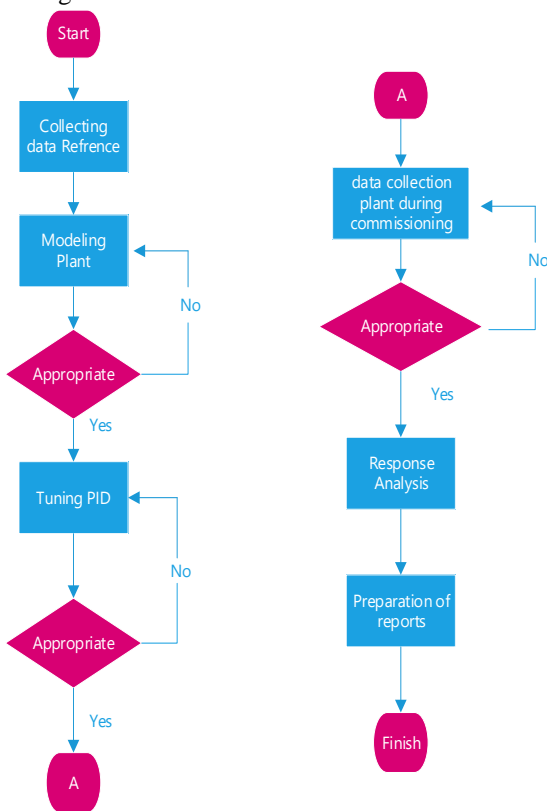 Start
Collecting
data Refrence
Modeling
Plant
No
Appropriate
Yes
Tuning PID
No
Appropriate
Yes
A
A
data collection
plant during
commissioning
No
Appropriate
Yes
Response
Analysis
Preparation of
reports
Finish